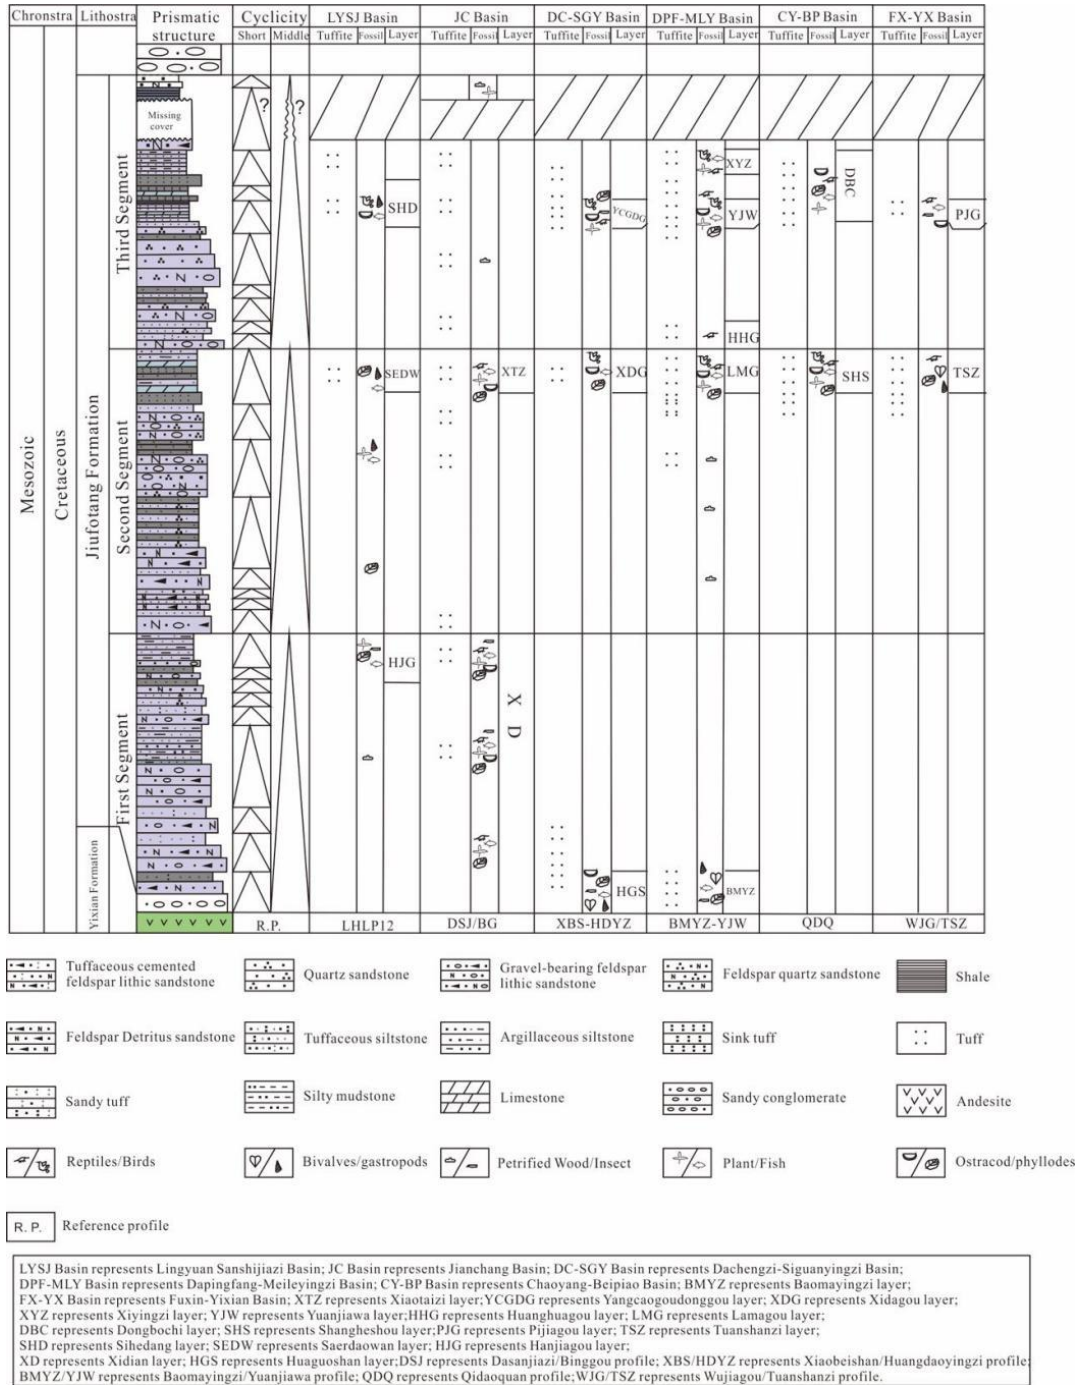 Chronstra Lithostra Prismatic structure Cyclicity LYSJ Basin JC Basin DC-SGY Basin DPF-MLY Basin CY-BP Basin FX-YX Basin
Short Middle Tuffite Fossil Layer Tuffite Fossil Layer Tuffite Fossil Layer Tuffite Fossil Layer Tuffite Fossil Layer Tuffite Fossil Layer
Mesozoic
Cretaceous
Jiufotang Formation
Yixian Formation
Third Segment
Second Segment
First Segment
Missing cover
? ?
XYZ
DBC
SHD YCGDG YJW PJG
HHG
SEDW XTZ XDG LMG SHS TSZ
HJG
X D
HGS BMYZ
R.P. LHLP12 DSJ/BG XBS-HDYZ BMYZ-YJW QDQ WJG/TSZ
Tuffaceous cemented feldspar lithic sandstone
Quartz sandstone
Gravel-bearing feldspar lithic sandstone
Feldspar quartz sandstone
Shale
Feldspar Detritus sandstone
Tuffaceous siltstone
Argillaceous siltstone
Sink tuff
Tuff
Sandy tuff
Silty mudstone
Limestone
Sandy conglomerate
Andesite
Reptiles/Birds
Bivalves/gastropods
Petrified Wood/Insect
Plant/Fish
Ostracod/phyllodes
R. P. Reference profile
LYSJ Basin represents Lingyuan Sanshijiazi Basin; JC Basin represents Jianchang Basin; DC-SGY Basin represents Dachengzi-Siguanyingzi Basin;
DPF-MLY Basin represents Dapingfang-Meileyingzi Basin; CY-BP Basin represents Chaoyang-Beipiao Basin; BMYZ represents Baomayingzi layer;
FX-YX Basin represents Fuxin-Yixian Basin; XTZ represents Xiaotaizi layer;YCGDG represents Yangcaogoudonggou layer; XDG represents Xidagou layer;
XYZ represents Xiyingzi layer; YJW represents Yuanjiawa layer;HHG represents Huanghuagou layer; LMG represents Lamagou layer;
DBC represents Dongbochi layer; SHS represents Shangheshou layer;PJG represents Pijiagou layer; TSZ represents Tuanshanzi layer;
SHD represents Sihedang layer; SEDW represents Saerdaowan layer; HJG represents Hanjiagou layer;
XD represents Xidian layer; HGS represents Huaguoshan layer;DSJ represents Dasanjiazi/Binggou profile; XBS/HDYZ represents Xiaobeishan/Huangdaoyingzi profile;
BMYZ/YJW represents Baomayingzi/Yuanjiawa profile; QDQ represents Qidaoquan profile;WJG/TSZ represents Wujiagou/Tuanshanzi profile.